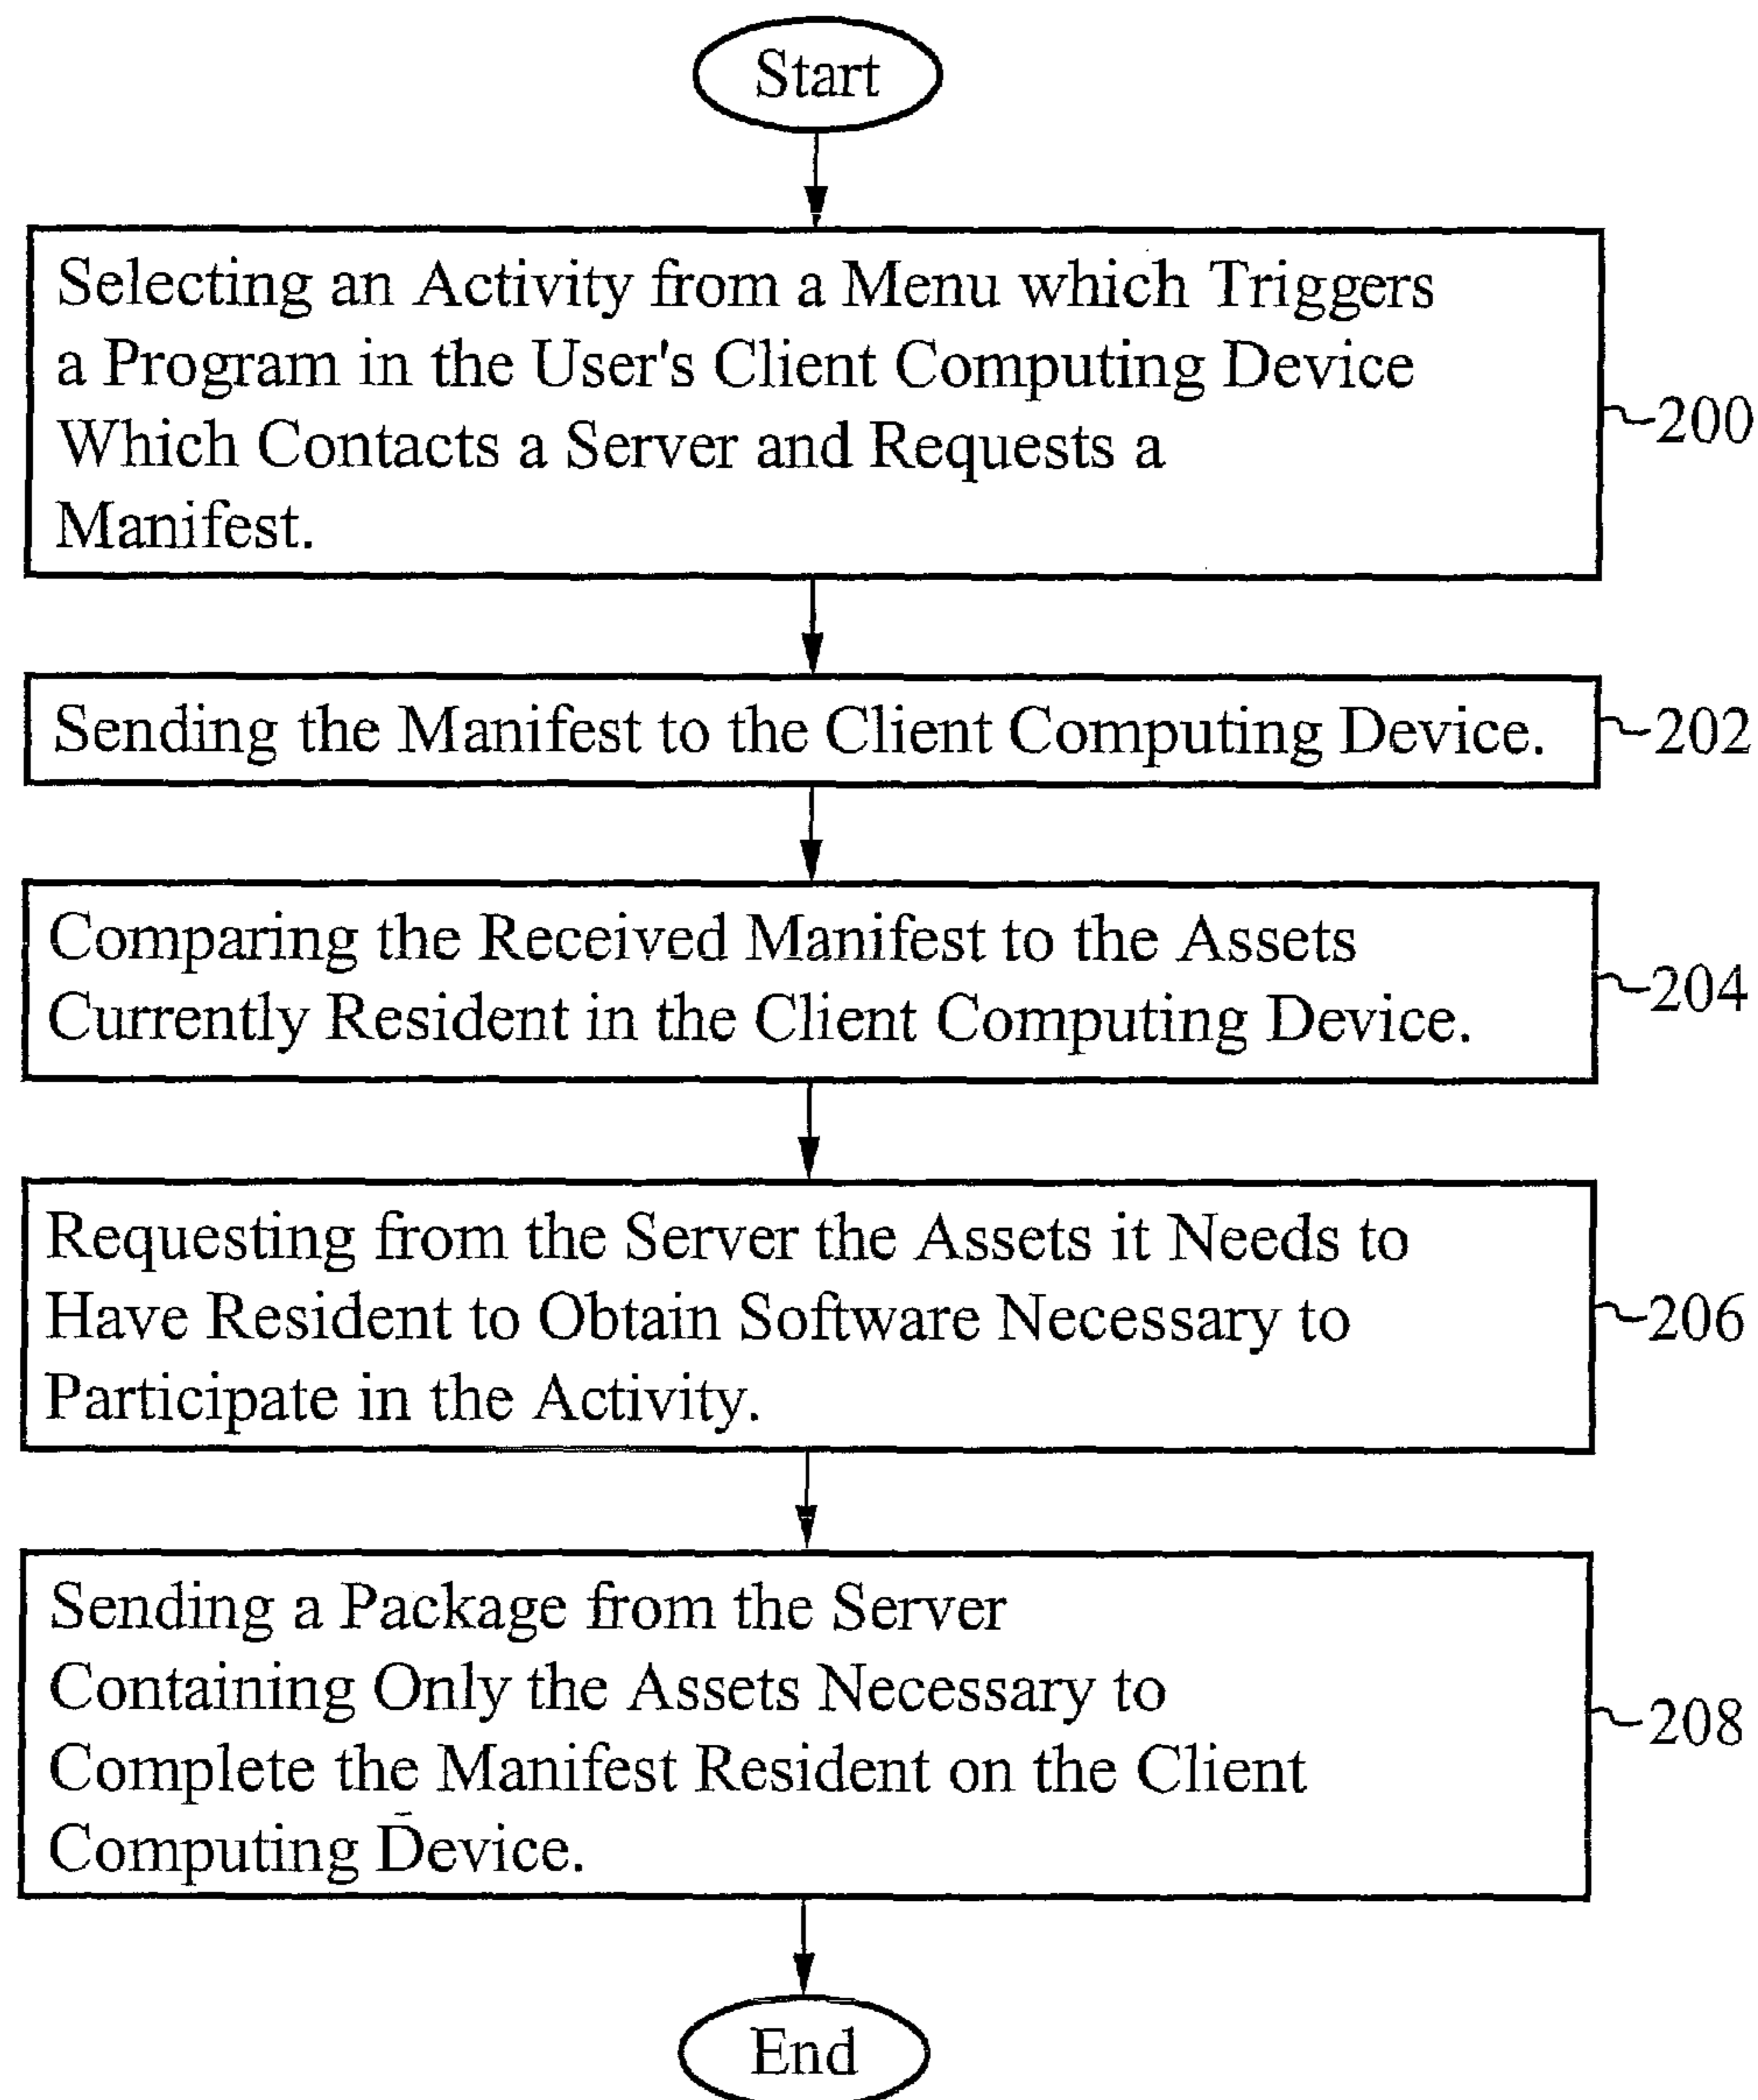 Start
Selecting an Activity from a Menu which Triggers
a Program in the User's Client Computing Device
Which Contacts a Server and Requests a
Manifest.
200
Sending the Manifest to the Client Computing Device.
202
Comparing the Received Manifest to the Assets
Currently Resident in the Client Computing Device.
204
Requesting from the Server the Assets it Needs to
Have Resident to Obtain Software Necessary to
Participate in the Activity.
206
Sending a Package from the Server
Containing Only the Assets Necessary to
Complete the Manifest Resident on the Client
Computing Device.
208
End